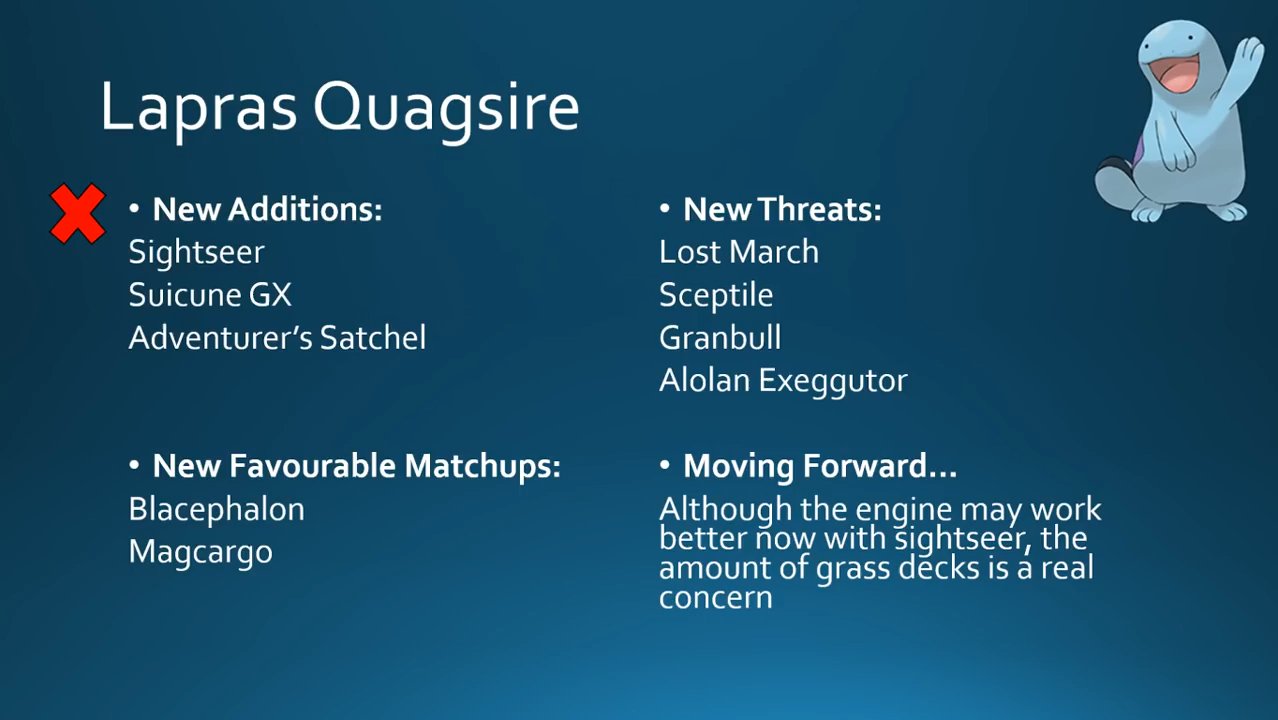 Lapras Quagsire
• New Additions:
Sightseer
Suicune GX
Adventurer’s Satchel
• New Favourable Matchups:
Blacephalon
Magcargo
• New Threats:
Lost March
Sceptile
Granbull
Alolan Exeggutor
• Moving Forward...
Although the engine may work
better now with sightseer, the
amount of grass decks is a real
concern